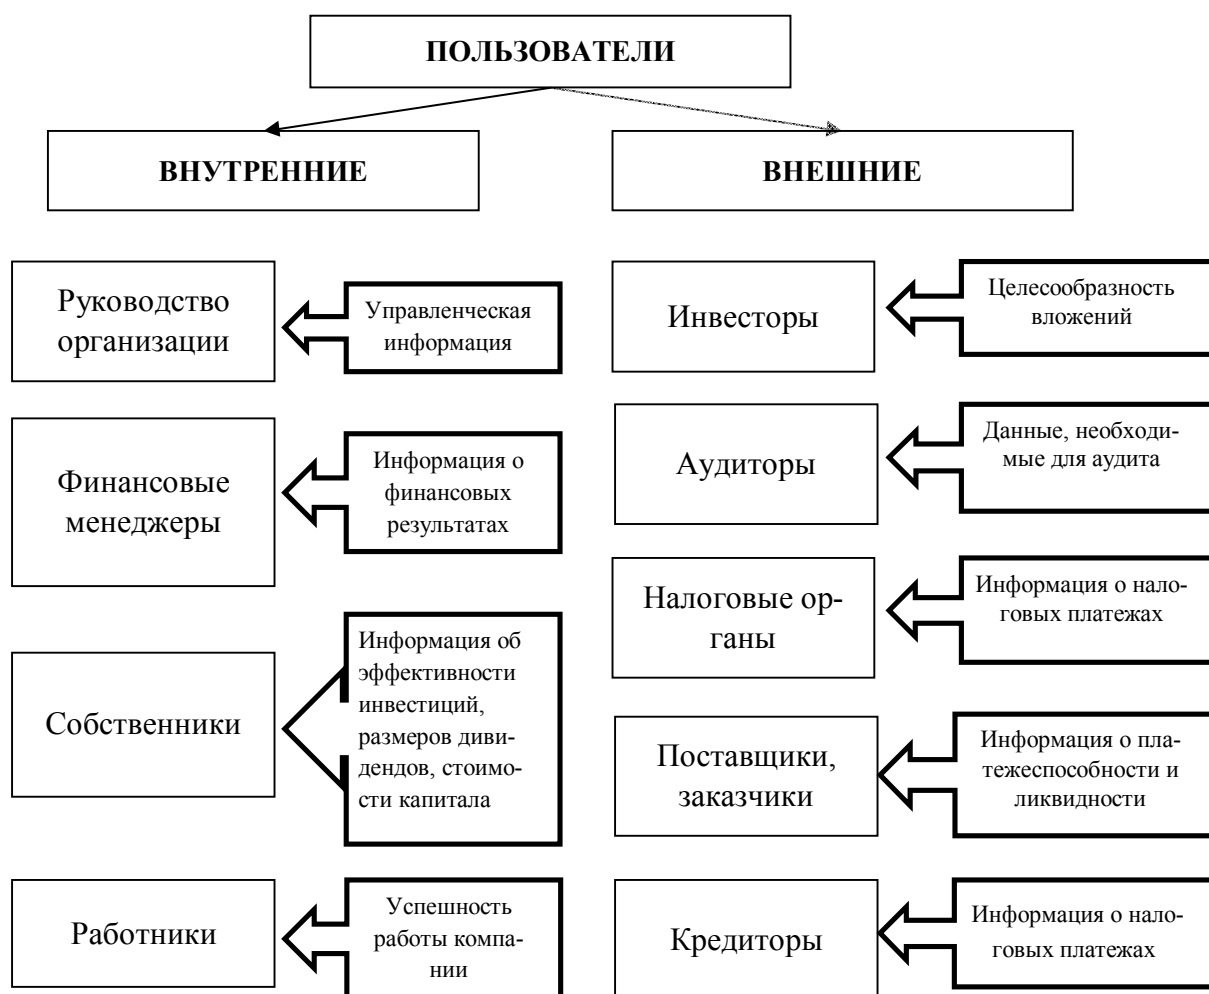 ПОЛЬЗОВАТЕЛИ
ВНУТРЕННИЕ
ВНЕШНИЕ
Руководство
организации
Управленческая
информация
Финансовые
менеджеры
Информация о
финансовых
результатах
Собственники
Информация об
эффективности
инвестиций,
размеров диви-
дендов, стоимо-
сти капитала
Работники
Успешность
работы компа-
нии
Инвесторы
Целесообразность
вложений
Аудиторы
Данные, необходи-
мые для аудита
Налоговые ор-
ганы
Информация о нало-
говых платежах
Поставщики,
заказчики
Информация о пла-
тежеспособности и
ликвидности
Кредиторы
Информация о нало-
говых платежах